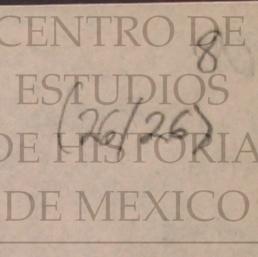 CENTRO DE
8
ESTUDIOS
(26/26)
DE HISTORIA
DE MEXICO